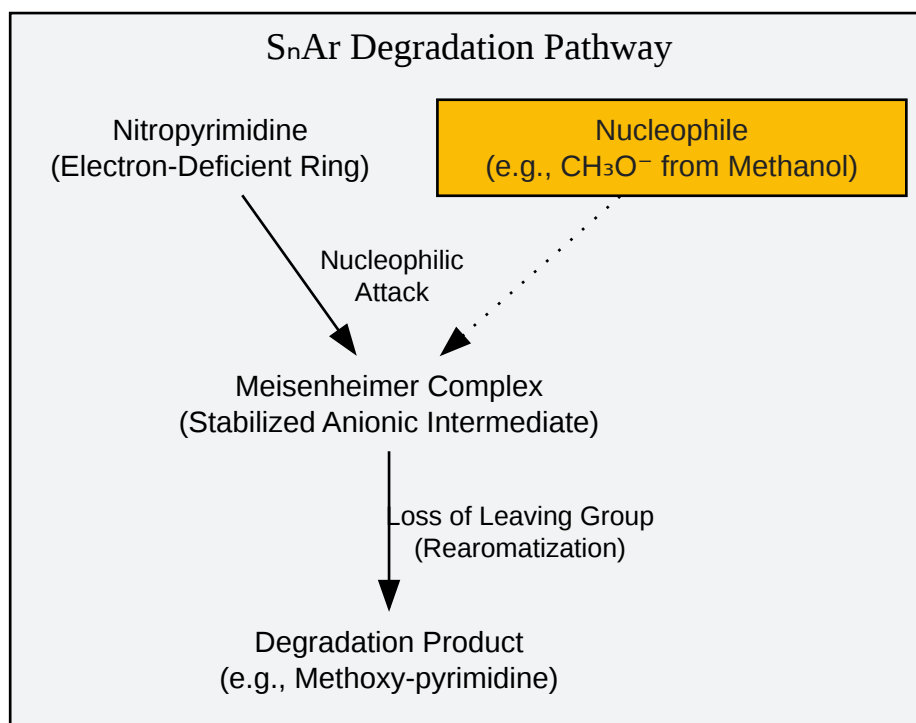 SₙAr Degradation Pathway
Nitropyrimidine
(Electron-Deficient Ring)
Nucleophile
(e.g., CH₃O⁻ from Methanol)
Nucleophilic
Attack
Meisenheimer Complex
(Stabilized Anionic Intermediate)
Loss of Leaving Group
(Rearomatization)
Degradation Product
(e.g., Methoxy-pyrimidine)